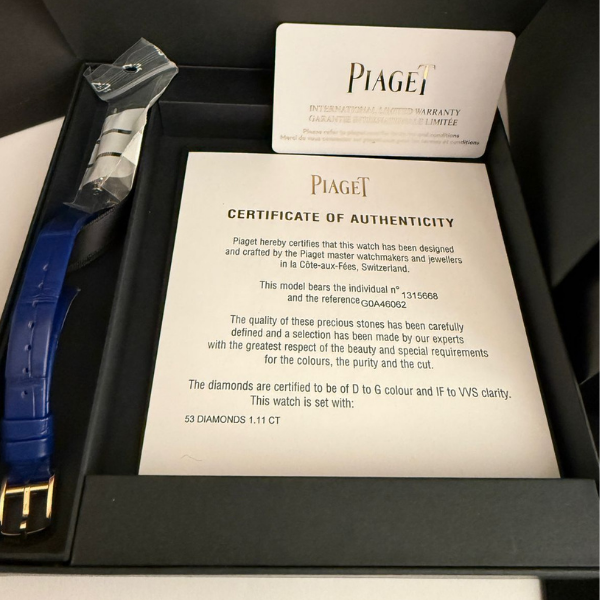 PIAGET
INTERNATIONAL LIMITED WARRANTY
GARANTIE INTERNATIONALE LIMITÉE
PIAGET
CERTIFICATE OF AUTHENTICITY
Piaget hereby certifies that this watch has been designed
and crafted by the Piaget master watchmakers and jewellers
in la Côte-aux-Fées, Switzerland.
This model bears the individual n° 1315668
and the reference G0A46062
The quality of these precious stones has been carefully
defined and a selection has been made by our experts
with the greatest respect of the beauty and special requirements
for the colours, the purity and the cut.
The diamonds are certified to be of D to G colour and IF to VVS clarity.
This watch is set with:
53 DIAMONDS 1.11 CT